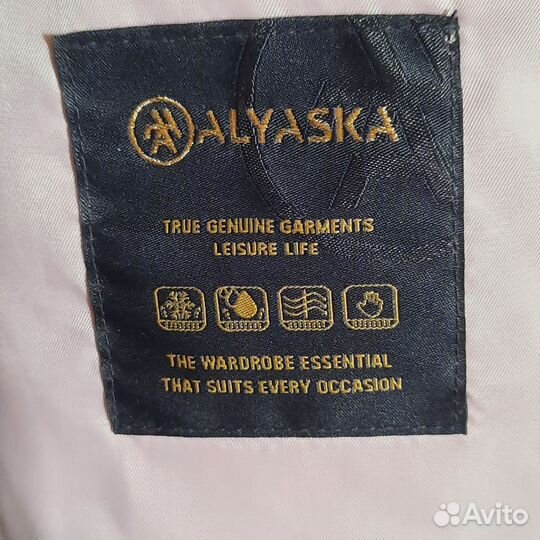 ALYASKA
TRUE GENUINE GARMENTS
LEISURE LIFE
THE WARDROBE ESSENTIAL
THAT SUITS EVERY OCCASION
Avito